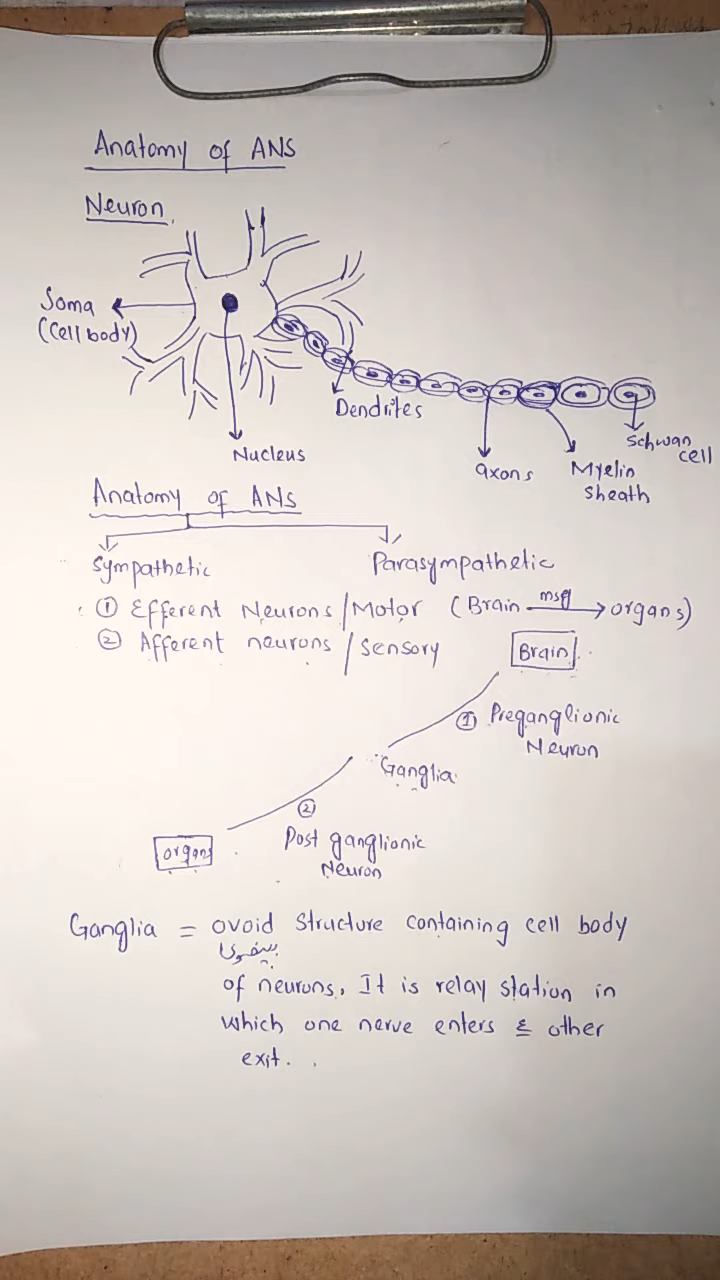 Anatomy of ANS
Neuron.
Soma
(Cell body)
Dendrites
Nucleus
axons
Myelin
sheath
Schwan
cell
Anatomy of ANS
Sympathetic
Parasympathetic
① Efferent Neurons/Motor (Brain msg → organs)
② Afferent neurons/sensory
Brain
① Preganglionic
Neuron
Ganglia
②
Post ganglionic
Neuron
organs
Ganglia = ovoid structure containing cell body
بیضوی
of neurons. It is relay station in
which one nerve enters & other
exit.